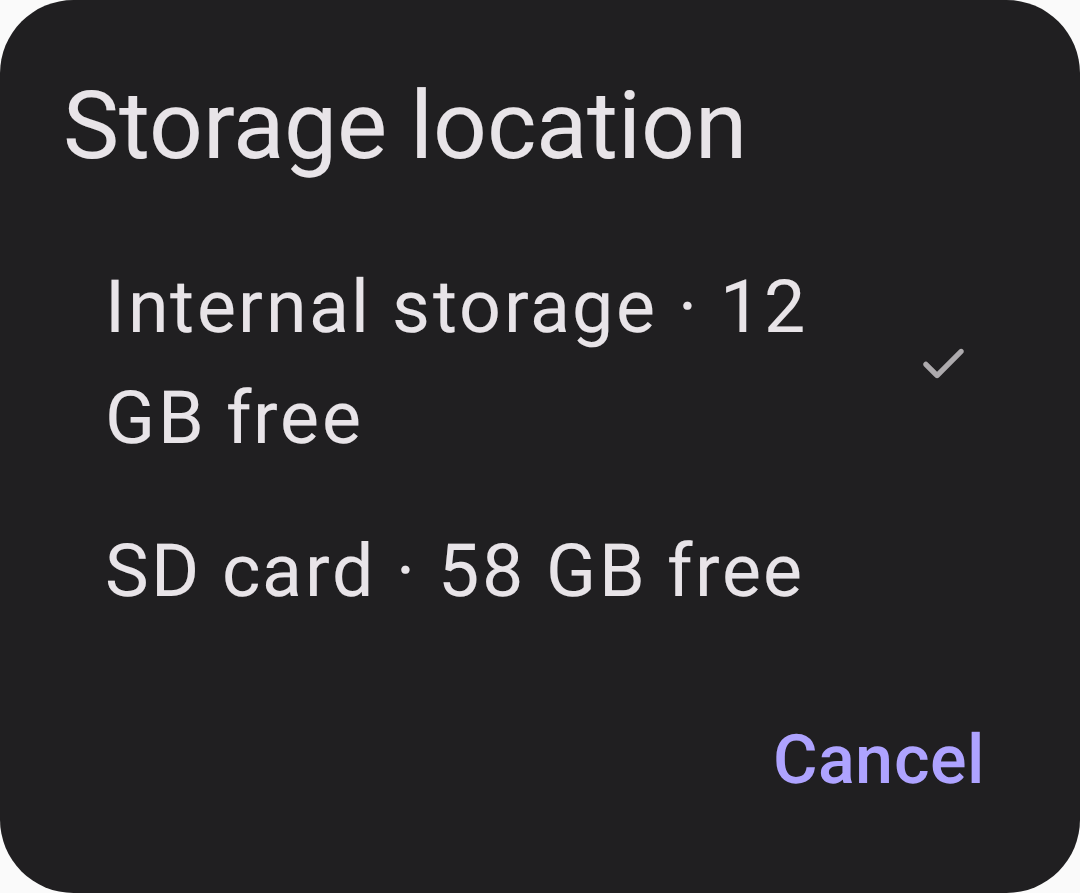 Storage location
Internal storage · 12
GB free
SD card · 58 GB free
Cancel